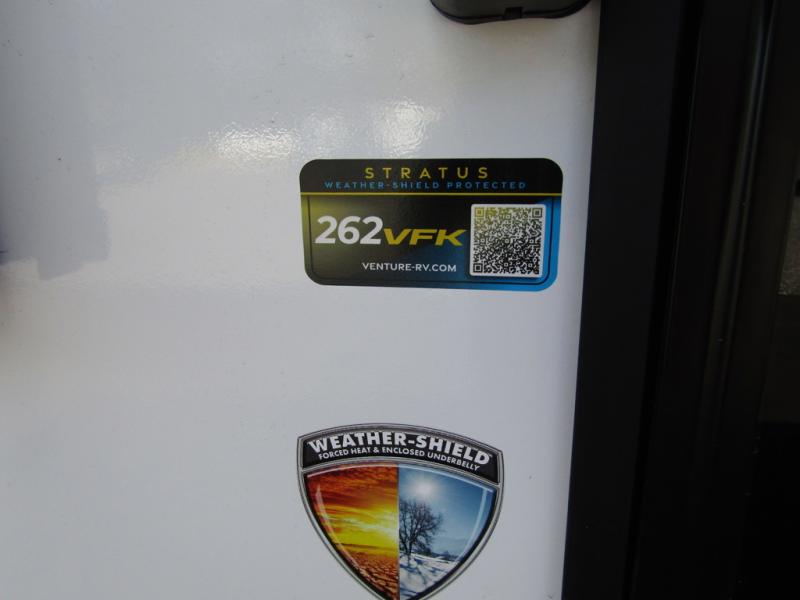 STRATUS
WEATHER-SHIELD PROTECTED
262VFK
VENTURE-RV.COM
WEATHER-SHIELD
FORCED HEAT & ENCLOSED UNDERBELLY